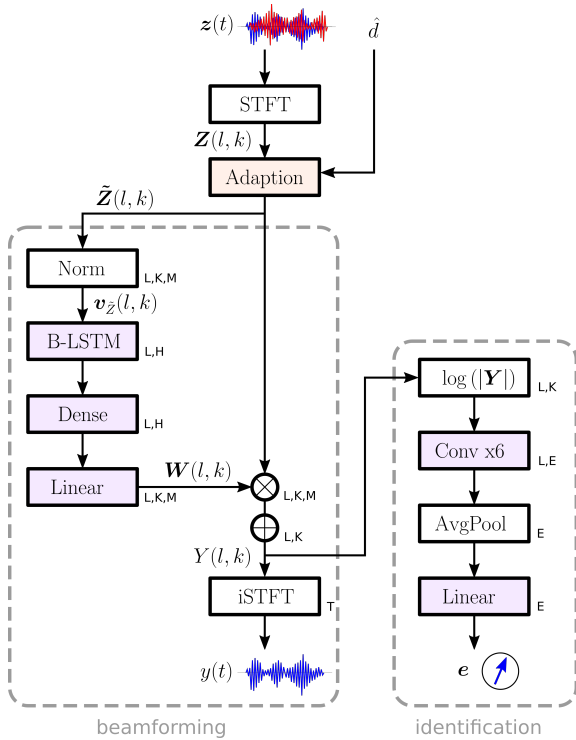 z(t)
d̂
STFT
Z(l, k)
Adaption
Z̃(l, k)
Norm
L,K,M
v_Z̃(l, k)
B-LSTM
L,H
Dense
L,H
Linear
L,K,M
W(l, k)
L,K,M
L,K
Y(l, k)
iSTFT
T
y(t)
beamforming
log(|Y|)
L,K
Conv x6
L,E
AvgPool
E
Linear
E
e
identification